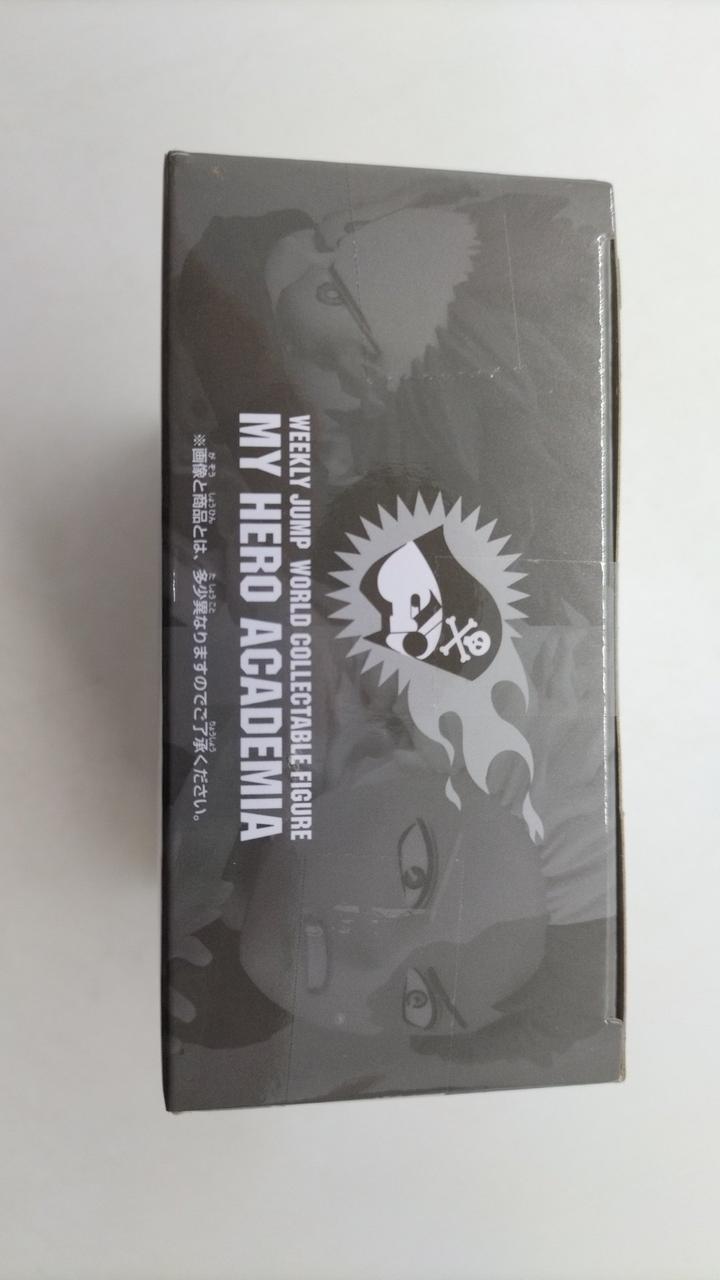 WEEKLY JUMP WORLD COLLECTABLE FIGURE
MY HERO ACADEMIA
※画像と商品とは、多少異なりますのでご了承ください。